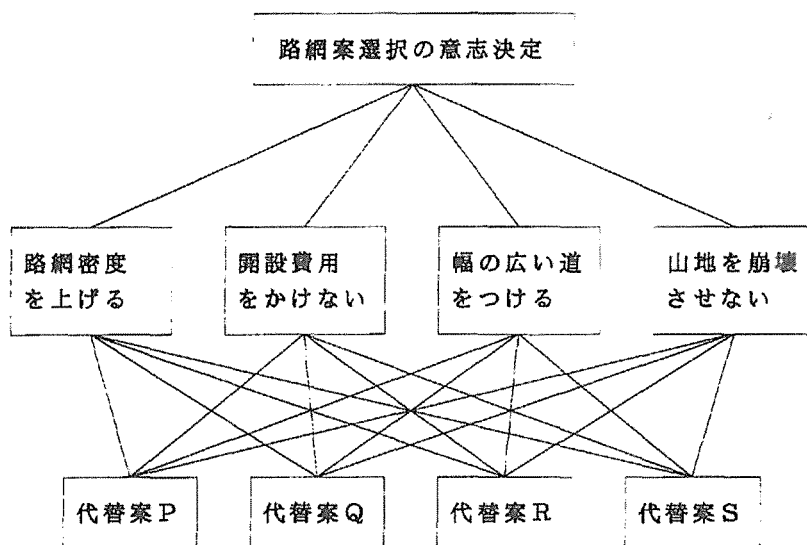 路網案選択の意志決定
路網密度
を上げる
開設費用
をかけない
幅の広い道
をつける
山地を崩壊
させない
代替案P
代替案Q
代替案R
代替案S